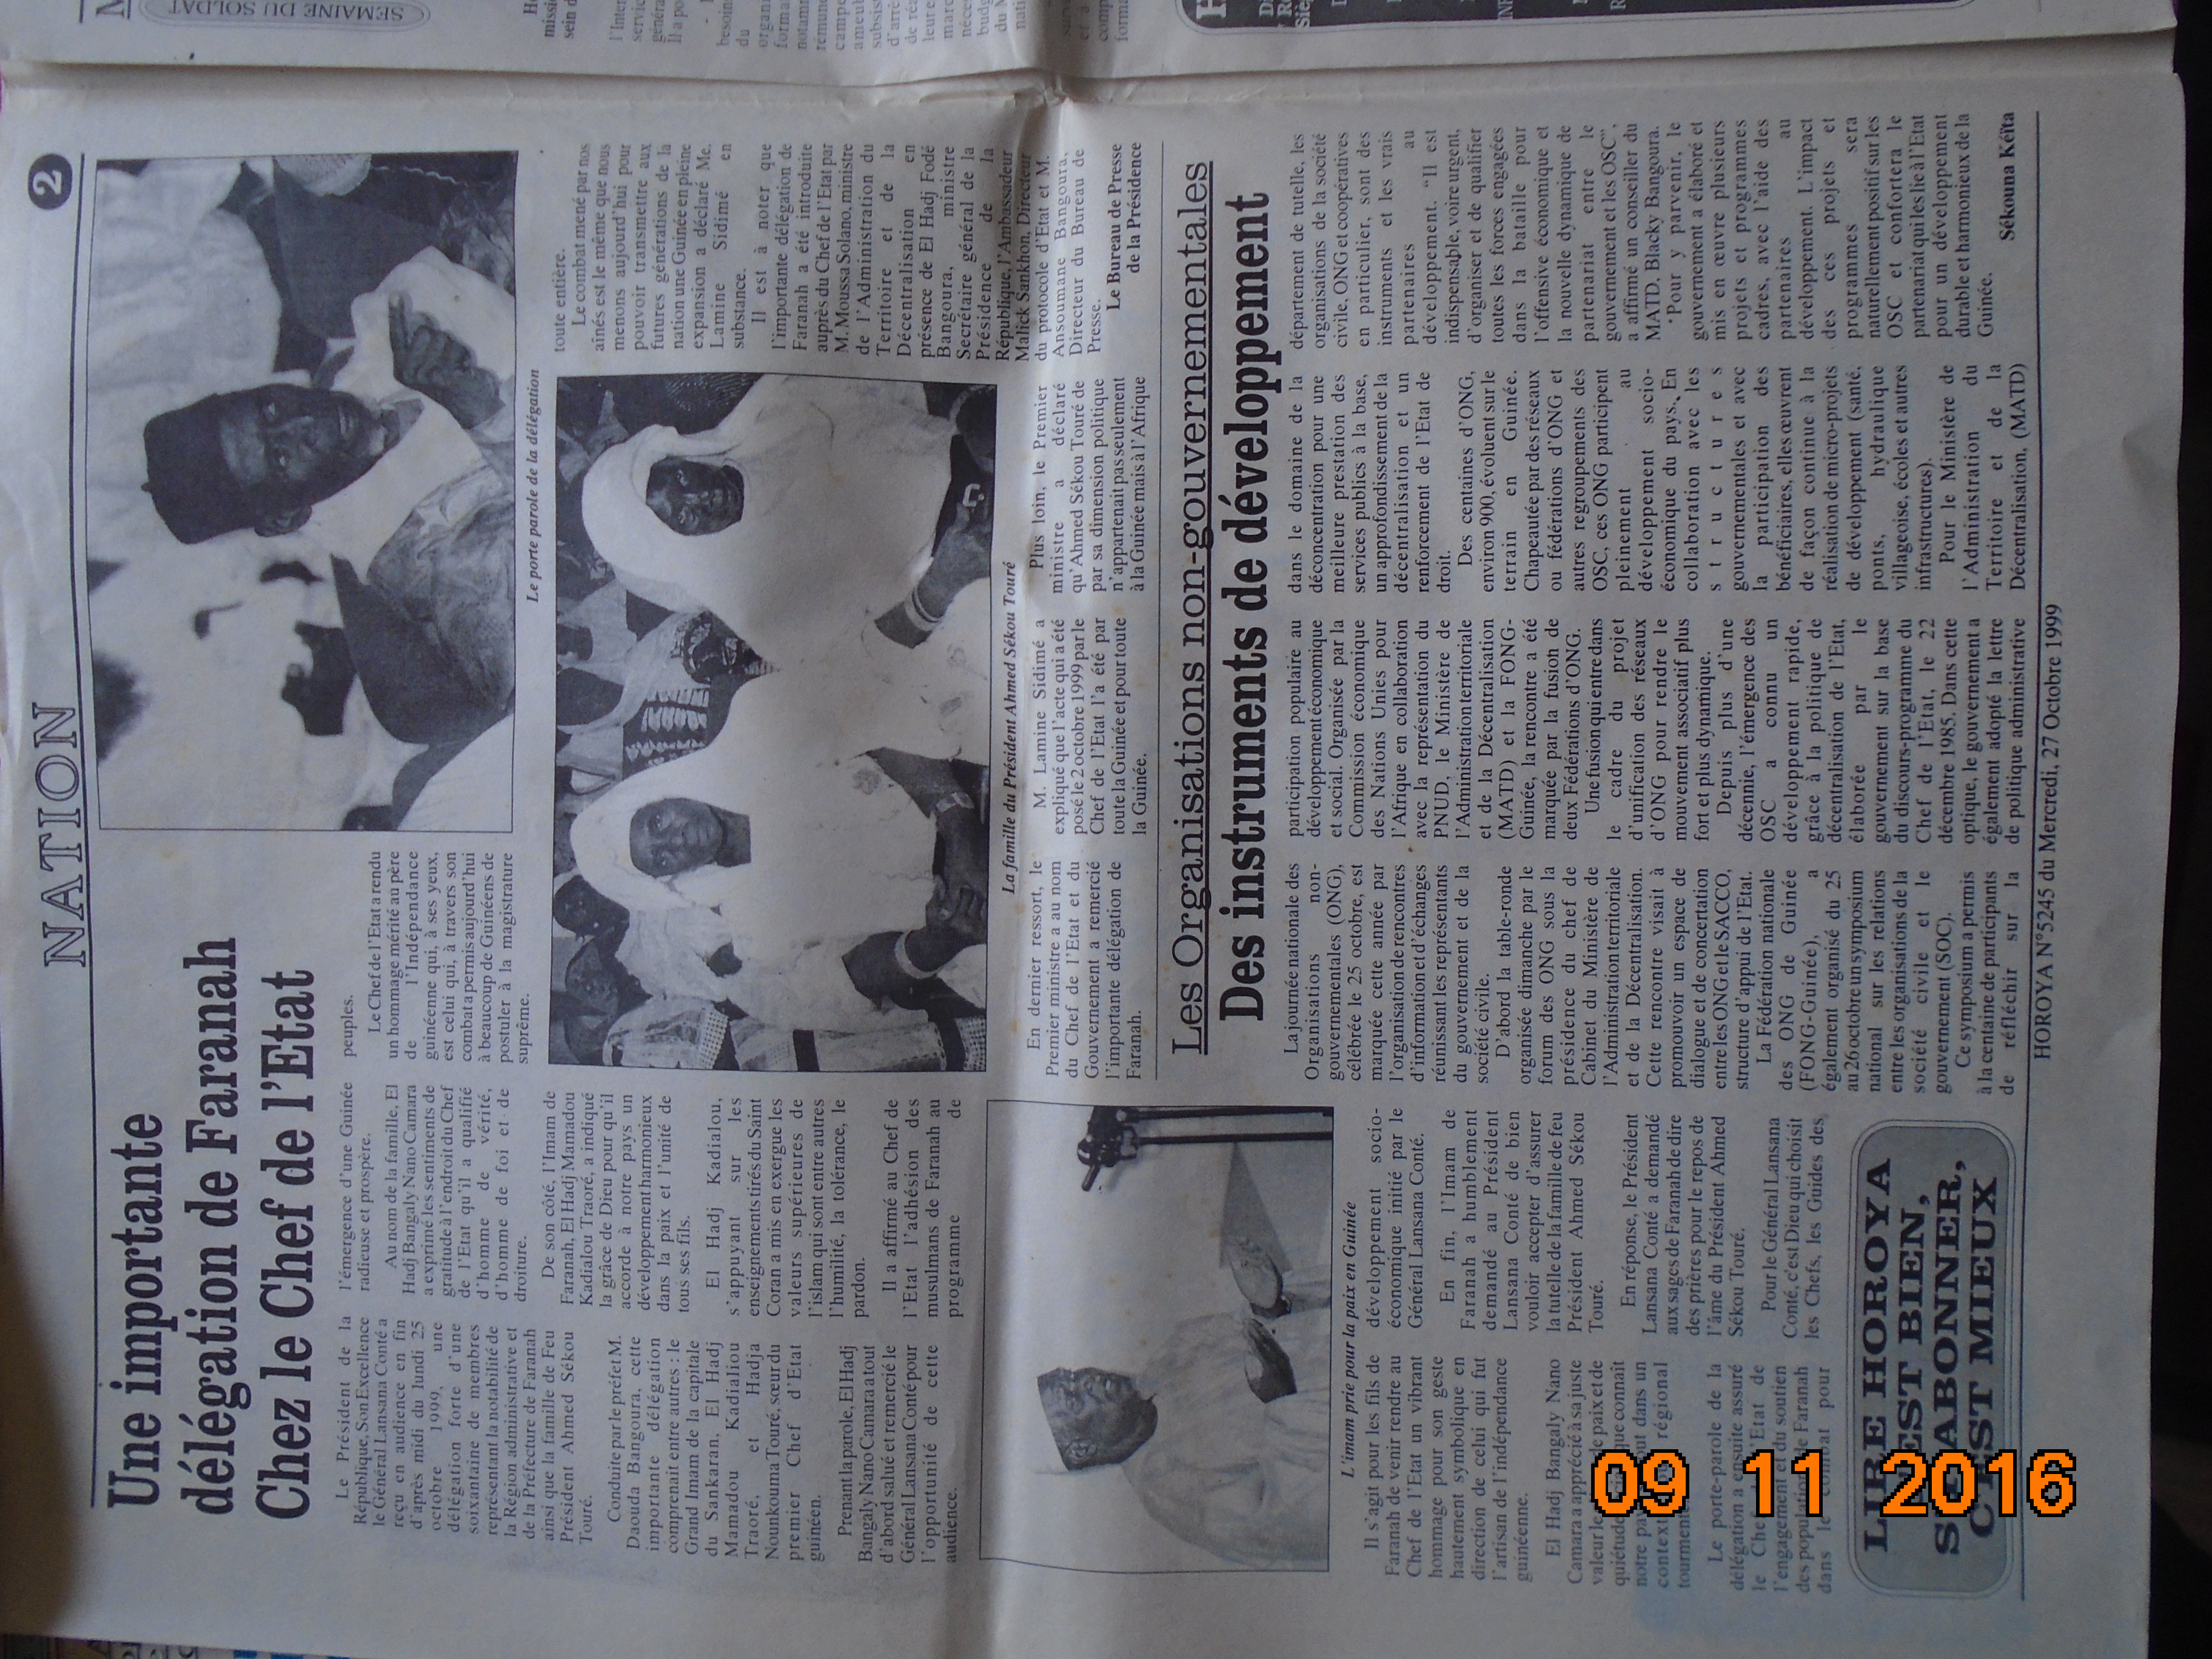 NATION
2
Une importante
délégation de Faranah
Chez le Chef de l'Etat
Le Président de la
République, Son Excellence
le Général Lansana Conté a
reçu en audience en fin
d'après midi du lundi 25
octobre 1999, une
délégation forte d'une
soixantaine de membres
représentant la notabilité de
la Région administrative et
de la Préfecture de Faranah
ainsi que la famille de Feu
Président Ahmed Sékou
Touré.
Conduite par le préfet M.
Daouda Bangoura, cette
importante délégation
comprenait entre autres : le
Grand Imam de la capitale
du Sankaran, El Hadj
Mamadou Kadialiou
Traoré, et Hadja
Nounkouma Touré, sœur du
premier Chef d'Etat
guinéen.
Prenant la parole, El Hadj
Bangaly Nano Camara a tout
d'abord salué et remercié le
Général Lansana Conté pour
l'opportunité de cette
audience.
L'imam prie pour la paix en Guinée
Il s'agit pour les fils de
Faranah de venir rendre au
Chef de l'Etat un vibrant
hommage pour son geste
hautement symbolique en
direction de celui qui fut
l'artisan de l'indépendance
guinéenne.
El Hadj Bangaly Nano
Camara a apprécié à sa juste
valeur le de paix et de
quiétude que connaît
notre pa out dans un
context régional
tourmen
Le porte-parole de la
délégation a ensuite assuré
le Chef l'Etat de
l'engagement et du soutien
des population de Faranah
dans le combat pour
l'émergence d'une Guinée
radieuse et prospère.
Au nom de la famille, El
Hadj Bangaly Nano Camara
a exprimé les sentiments de
gratitude à l'endroit du Chef
de l'Etat qu'il a qualifié
d'homme de vérité,
d'homme de foi et de
droiture.
De son côté, l'Imam de
Faranah, El Hadj Mamadou
Kadialou Traoré, a indiqué
la grâce de Dieu pour qu'il
accorde à notre pays un
développement harmonieux
dans la paix et l'unité de
tous ses fils.
El Hadj Kadialou,
s'appuyant sur les
enseignements tirés du Saint
Coran a mis en exergue les
valeurs supérieures de
l'islam qui sont entre autres
l'humilité, la tolérance, le
pardon.
Il a affirmé au Chef de
l'Etat l'adhésion des
musulmans de Faranah au
programme de
développement socio-
économique initié par le
Général Lansana Conté.
En fin, l'Imam de
Faranah a humblement
demandé au Président
Lansana Conté de bien
vouloir accepter d'assurer
la tutelle de la famille de feu
Président Ahmed Sékou
Touré.
En réponse, le Président
Lansana Conté a demandé
aux sages de Faranah de dire
des prières pour le repos de
l'âme du Président Ahmed
Sékou Touré.
Pour le Général Lansana
Conté, c'est Dieu qui choisit
les Chefs, les Guides des
peuples.
Le Chef de l'Etat a rendu
un hommage mérité au père
de l'Indépendance
guinéenne qui, à ses yeux,
est celui qui, à travers son
combat a permis aujourd'hui
à beaucoup de Guinéens de
postuler à la magistrature
suprême.
Le porte parole de la délégation
La famille du Président Ahmed Sékou Touré
En dernier ressort, le
Premier ministre a au nom
du Chef de l'Etat et du
Gouvernement a remercié
l'importante délégation de
Faranah.
M. Lamine Sidimé a
expliqué que l'acte qui a été
posé le 2 octobre 1999 par le
Chef de l'Etat l'a été par
toute la Guinée et pour toute
la Guinée.
Plus loin, le Premier
ministre a déclaré
qu'Ahmed Sékou Touré de
par sa dimension politique
n'appartenait pas seulement
à la Guinée mais à l'Afrique
toute entière.
Le combat mené par nos
ainés est le même que nous
menons aujourd'hui pour
pouvoir transmettre aux
futures générations de la
nation une Guinée en pleine
expansion a déclaré Me.
Lamine Sidimé en
substance.
Il est à noter que
l'importante délégation de
Faranah a été introduite
auprès du Chef de l'Etat par
M. Moussa Solano, ministre
de l'Administration du
Territoire et de la
Décentralisation en
présence de El Hadj Fodé
Bangoura, ministre
Secrétaire général de la
Présidence de la
République, l'Ambassadeur
Malick Sankhon, Directeur
du protocole d'Etat et M.
Ansoumane Bangoura,
Directeur du Bureau de
Presse.
Le Bureau de Presse
de la Présidence
Les Organisations non-gouvernementales
Des instruments de développement
La journée nationale des
Organisations non-
gouvernementales (ONG),
célébrée le 25 octobre, est
marquée cette année par
l'organisation de rencontres
d'information et d'échanges
réunissant les représentants
du gouvernement et de la
société civile.
D'abord la table-ronde
organisée dimanche par le
forum des ONG sous la
présidence du chef de
Cabinet du Ministère de
l'Administration territoriale
et de la Décentralisation.
Cette rencontre visait à
promouvoir un espace de
dialogue et de concertation
entre les ONG et le SACCO,
structure d'appui de l'Etat.
La Fédération nationale
des ONG de Guinée
(FONG-Guinée), a
également organisé du 25
au 26 octobre un symposium
national sur les relations
entre les organisations de la
société civile et le
gouvernement (SOC).
Ce symposium a permis
à la centaine de participants
de réfléchir sur la
participation populaire au
développement économique
et social. Organisée par la
Commission économique
des Nations Unies pour
l'Afrique en collaboration
avec la représentation du
PNUD, le Ministère de
l'Administration territoriale
et de la Décentralisation
(MATD) et la FONG-
Guinée, la rencontre a été
marquée par la fusion de
deux Fédérations d'ONG.
Une fusion qui entre dans
le cadre du projet
d'unification des réseaux
d'ONG pour rendre le
mouvement associatif plus
fort et plus dynamique.
Depuis plus d'une
décennie, l'émergence des
OSC a connu un
développement rapide,
grâce à la politique de
décentralisation de l'Etat,
élaborée par le
gouvernement sur la base
du discours-programme du
Chef de l'Etat, le 22
décembre 1985. Dans cette
optique, le gouvernement a
également adopté la lettre
de politique administrative
dans le domaine de la
déconcentration pour une
meilleure prestation des
services publics à la base,
un approfondissement de la
décentralisation et un
renforcement de l'Etat de
droit.
Des centaines d'ONG,
environ 900, évoluent sur le
terrain en Guinée.
Chapeautée par des réseaux
ou fédérations d'ONG et
autres regroupements des
OSC, ces ONG participent
pleinement au
développement socio-
économique du pays. En
collaboration avec les
structures
gouvernementales et avec
la participation des
bénéficiaires, elles œuvrent
de façon continue à la
réalisation de micro-projets
de développement (santé,
ponts, hydraulique
villageoise, écoles et autres
infrastructures).
Pour le Ministère de
l'Administration du
Territoire et de la
Décentralisation, (MATD)
département de tutelle, les
organisations de la société
civile, ONG et coopératives
en particulier, sont des
instruments et les vrais
partenaires au
développement. "Il est
indispensable, voire urgent,
d'organiser et de qualifier
toutes les forces engagées
dans la bataille pour
l'offensive économique et
la nouvelle dynamique de
partenariat entre le
gouvernement et les OSC",
a affirmé un conseiller du
MATD, Blacky Bangoura.
"Pour y parvenir, le
gouvernement a élaboré et
mis en œuvre plusieurs
projets et programmes
cadres, avec l'aide des
partenaires au
développement. L'impact
des ces projets et
programmes sera
naturellement positif sur les
OSC et confortera le
partenariat qui les lie à l'Etat
pour un développement
durable et harmonieux de la
Guinée.
Sékouna Kéïta
LIRE HOROYA
N'EST BIEN,
S'ABONNER,
C'EST MIEUX
HOROYA N°5245 du Mercredi, 27 Octobre 1999
SEMAINE DU SOLDAT
09 11 2016